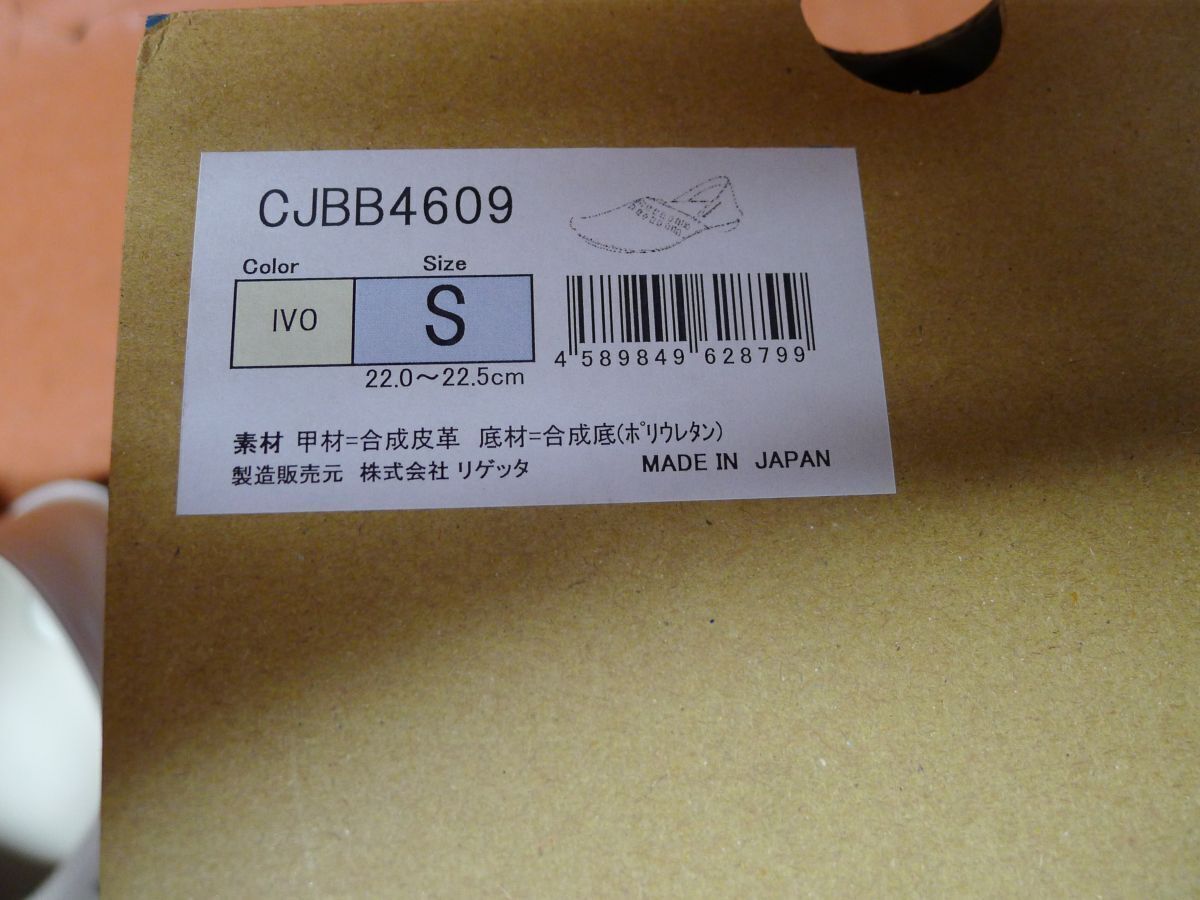 CJBB4609
Color Size
IVO S
22.0～22.5cm
4 589849 628799
素材 甲材=合成皮革 底材=合成底(ﾎﾟﾘｳﾚﾀﾝ)
製造販売元 株式会社 リゲッタ MADE IN JAPAN